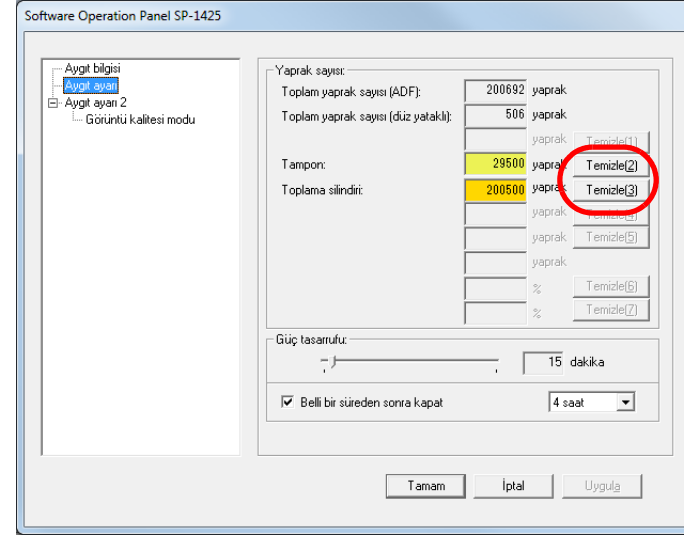 Software Operation Panel SP-1425
Aygıt bilgisi
Aygıt ayarı
Aygıt ayarı 2
Görüntü kalitesi modu
Yaprak sayısı:
Toplam yaprak sayısı (ADF): 200692 yaprak
Toplam yaprak sayısı (düz yataklı): 506 yaprak
yaprak Temizle(1)
Tampon: 29500 yaprak Temizle(2)
Toplama silindiri: 200500 yaprak Temizle(3)
yaprak Temizle(4)
yaprak Temizle(5)
yaprak
% Temizle(6)
% Temizle(7)
Güç tasarrufu:
15 dakika
Belli bir süreden sonra kapat 4 saat
Tamam İptal Uygula